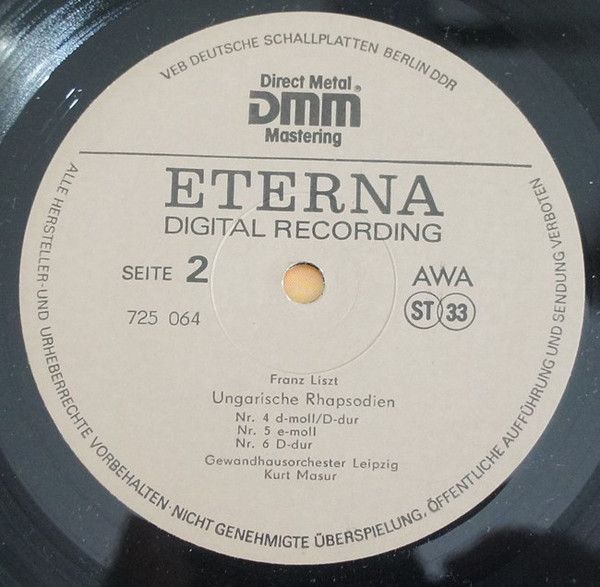 VEB DEUTSCHE SCHALLPLATTEN BERLIN DDR
Direct Metal
DMM®
Mastering
ETERNA
DIGITAL RECORDING
SEITE 2
AWA
725 064
ST 33
Franz Liszt
Ungarische Rhapsodien
Nr. 4 d-moll/D-dur
Nr. 5 e-moll
Nr. 6 D-dur
Gewandhausorchester Leipzig
Kurt Masur
ALLE HERSTELLER-UND URHEBERRECHTE VORBEHALTEN·NICHT GENEHMIGTE ÜBERSPIELUNG, ÖFFENTLICHE AUFFÜHRUNG UND SENDUNG VERBOTEN